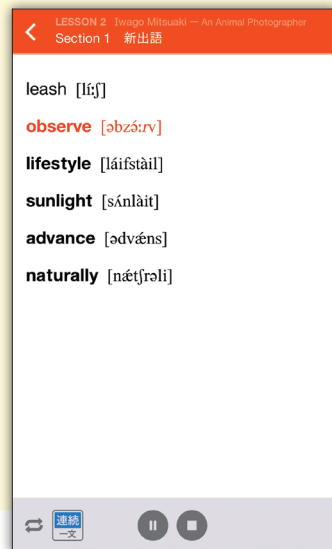 LESSON 2 Iwago Mitsuaki — An Animal Photographer
Section 1 新出語
leash [líːʃ]
observe [əbzə́ːrv]
lifestyle [láifstàil]
sunlight [sʌ́nlàit]
advance [ədvǽns]
naturally [nǽtʃrəli]
連続
一文